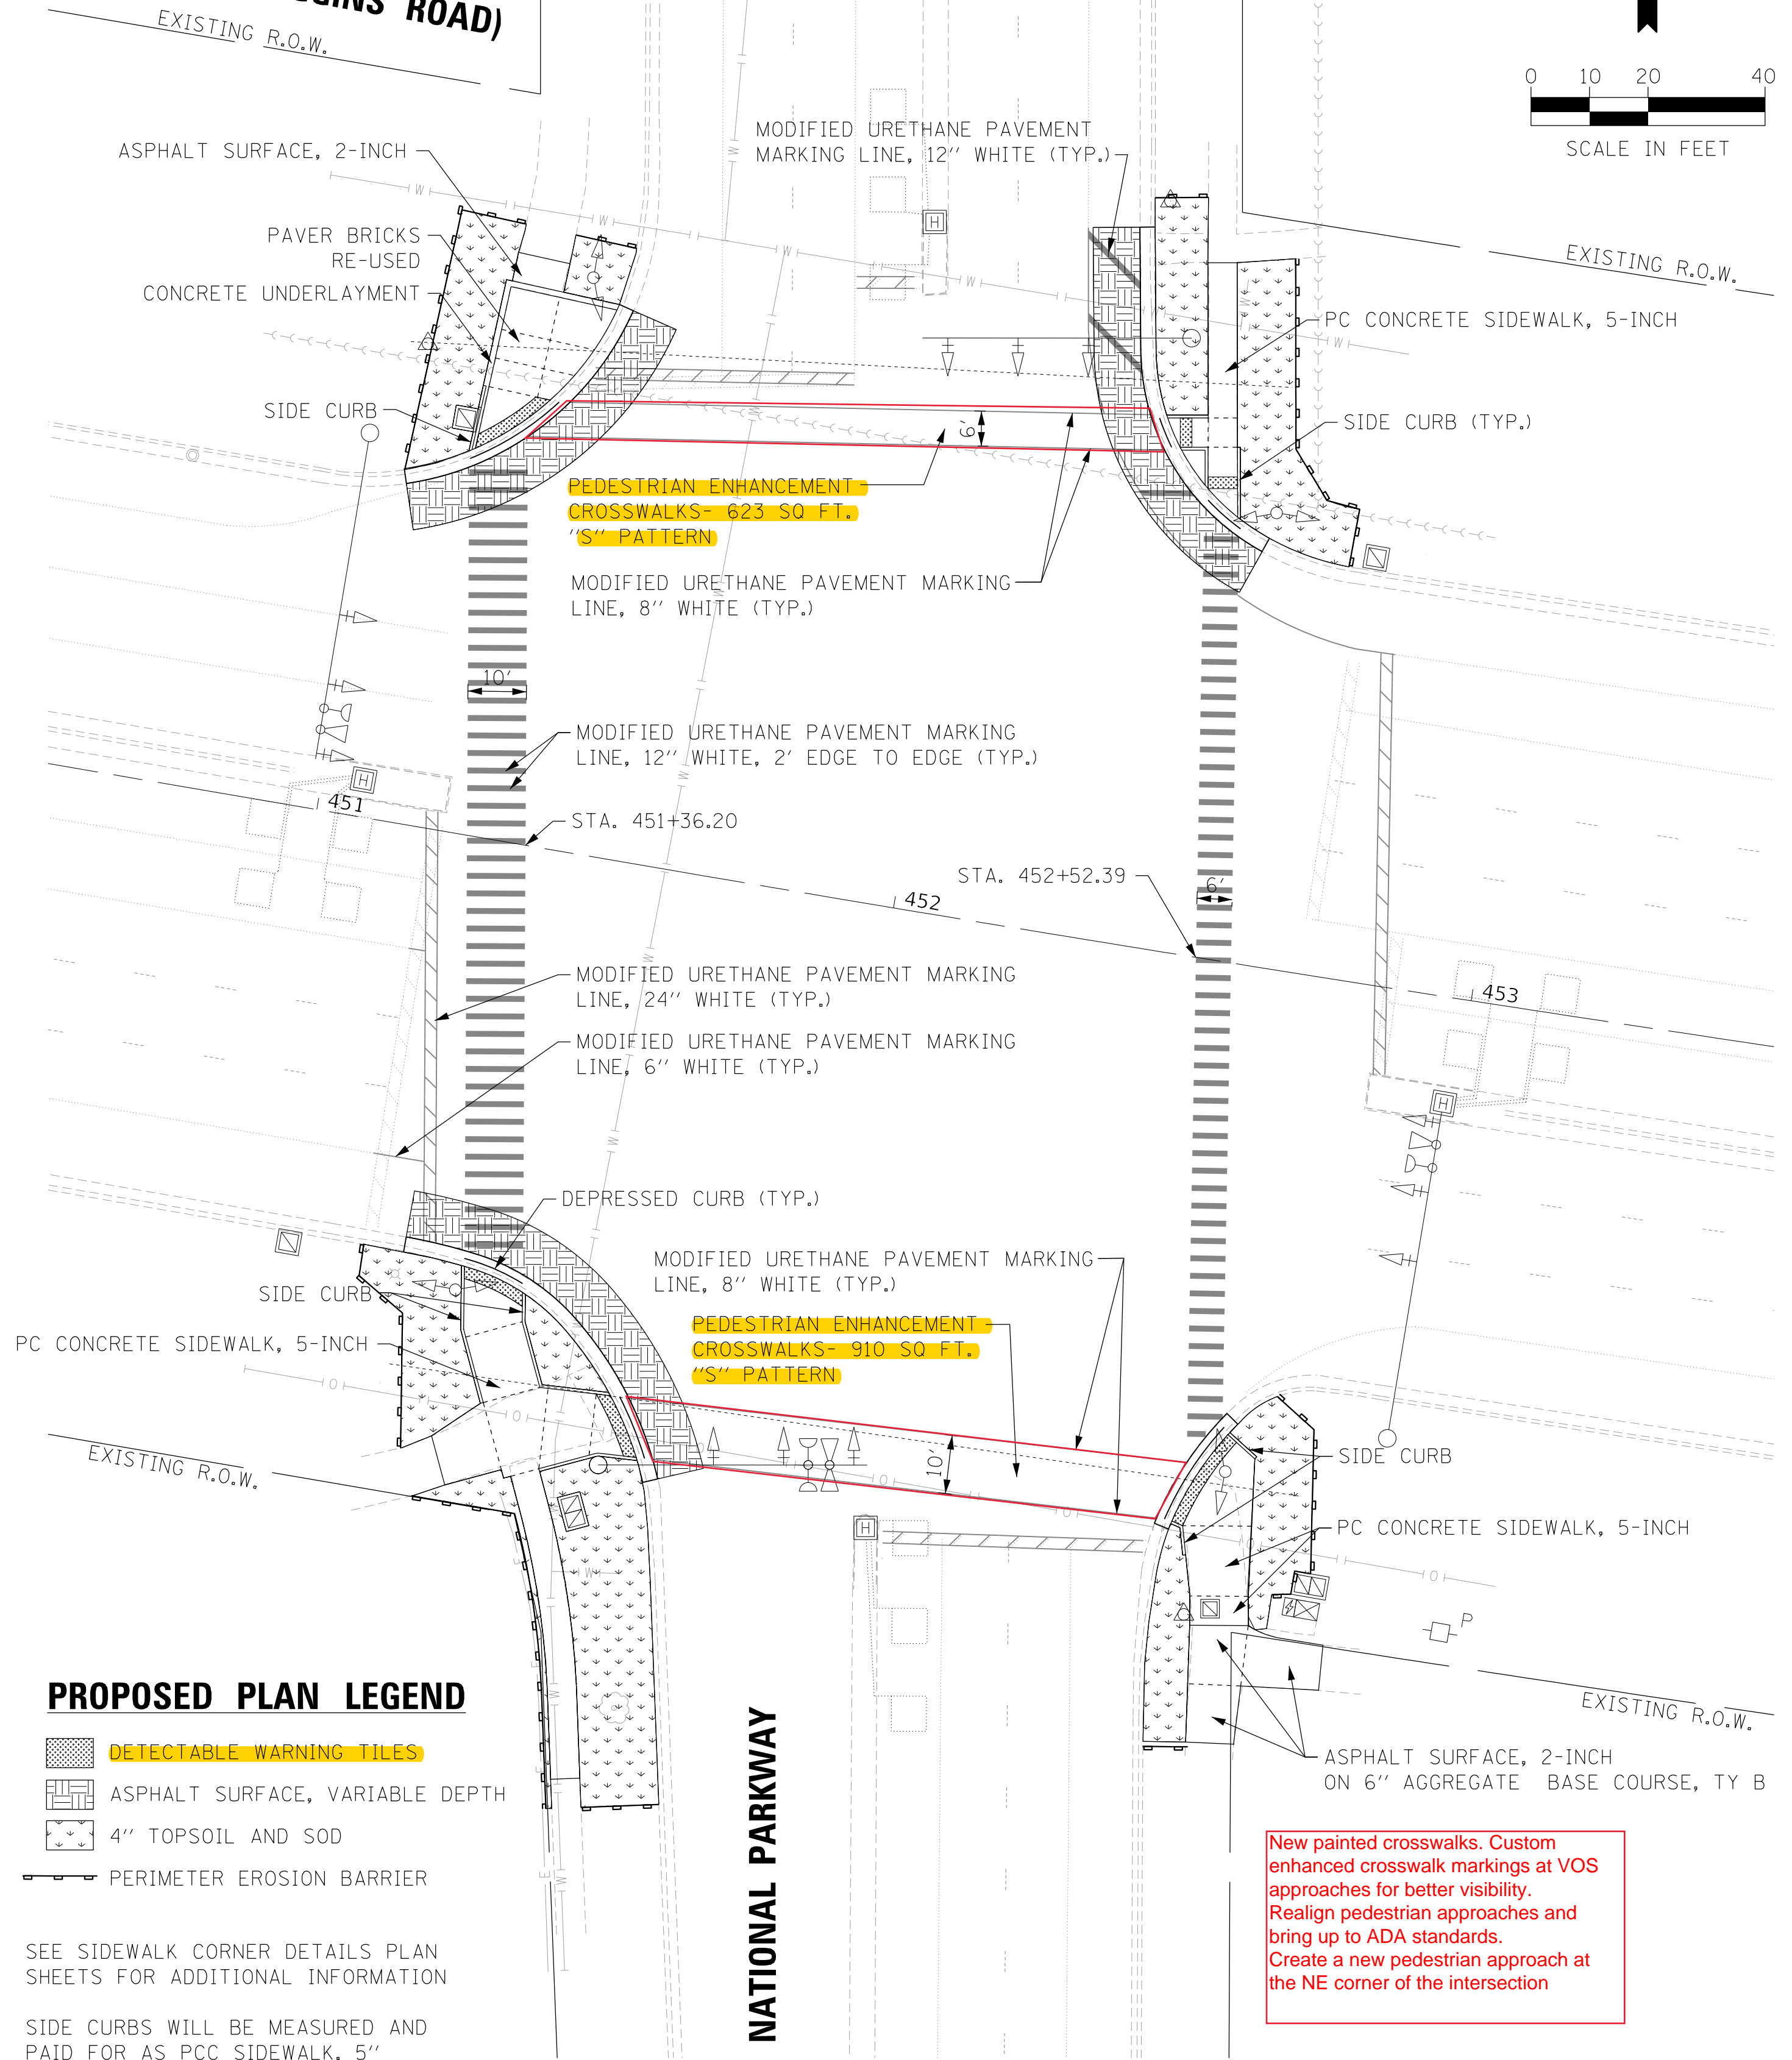 ROAD)
EXISTING R.O.W.
0 10 20 40
SCALE IN FEET
MODIFIED URETHANE PAVEMENT
MARKING LINE, 12" WHITE (TYP.)
ASPHALT SURFACE, 2-INCH
PAVER BRICKS
RE-USED
CONCRETE UNDERLAYMENT
SIDE CURB
EXISTING R.O.W.
PC CONCRETE SIDEWALK, 5-INCH
SIDE CURB (TYP.)
6'
PEDESTRIAN ENHANCEMENT
CROSSWALKS- 623 SQ FT.
"S" PATTERN
MODIFIED URETHANE PAVEMENT MARKING
LINE, 8" WHITE (TYP.)
10'
MODIFIED URETHANE PAVEMENT MARKING
LINE, 12" WHITE, 2' EDGE TO EDGE (TYP.)
451
STA. 451+36.20
STA. 452+52.39
6'
452
453
MODIFIED URETHANE PAVEMENT MARKING
LINE, 24" WHITE (TYP.)
MODIFIED URETHANE PAVEMENT MARKING
LINE, 6" WHITE (TYP.)
DEPRESSED CURB (TYP.)
MODIFIED URETHANE PAVEMENT MARKING
LINE, 8" WHITE (TYP.)
SIDE CURB
PEDESTRIAN ENHANCEMENT
CROSSWALKS- 910 SQ FT.
"S" PATTERN
PC CONCRETE SIDEWALK, 5-INCH
10'
EXISTING R.O.W.
SIDE CURB
PC CONCRETE SIDEWALK, 5-INCH
P
EXISTING R.O.W.
ASPHALT SURFACE, 2-INCH
ON 6" AGGREGATE BASE COURSE, TY B
NATIONAL PARKWAY
PROPOSED PLAN LEGEND
DETECTABLE WARNING TILES
ASPHALT SURFACE, VARIABLE DEPTH
4" TOPSOIL AND SOD
PERIMETER EROSION BARRIER
SEE SIDEWALK CORNER DETAILS PLAN
SHEETS FOR ADDITIONAL INFORMATION
SIDE CURBS WILL BE MEASURED AND
PAID FOR AS PCC SIDEWALK, 5"
New painted crosswalks. Custom
enhanced crosswalk markings at VOS
approaches for better visibility.
Realign pedestrian approaches and
bring up to ADA standards.
Create a new pedestrian approach at
the NE corner of the intersection